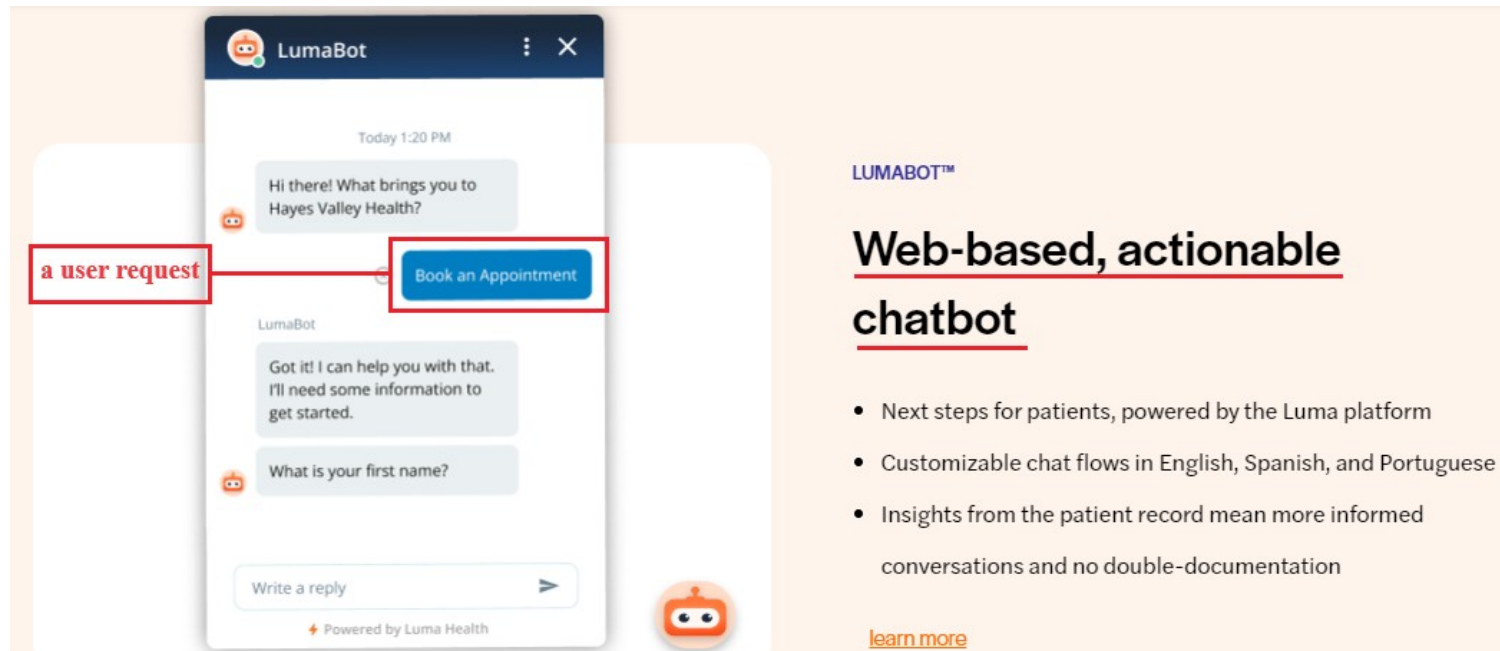 LumaBot
Today 1:20 PM
Hi there! What brings you to
Hayes Valley Health?
a user request
Book an Appointment
LumaBot
Got it! I can help you with that.
I'll need some information to
get started.
What is your first name?
Write a reply
Powered by Luma Health
LUMABOT™
Web-based, actionable
chatbot
• Next steps for patients, powered by the Luma platform
• Customizable chat flows in English, Spanish, and Portuguese
• Insights from the patient record mean more informed
conversations and no double-documentation
learn more